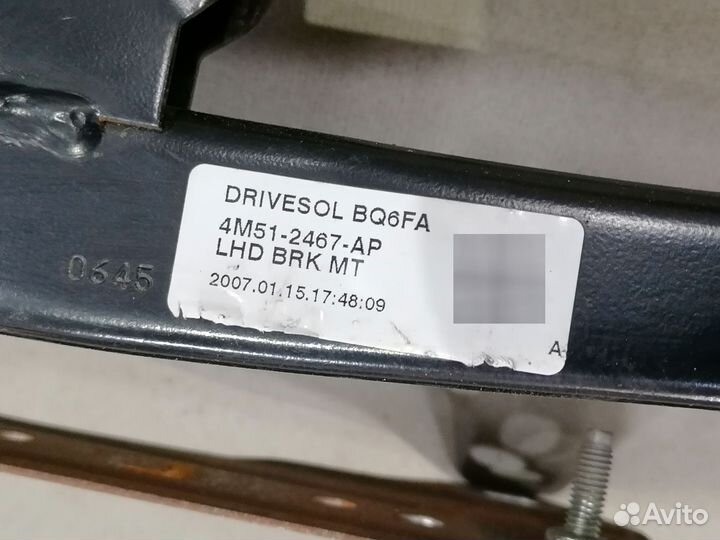 DRIVESOL BQ6FA
4M51-2467-AP
LHD BRK MT
2007.01.15.17:48:09
0645
Avito